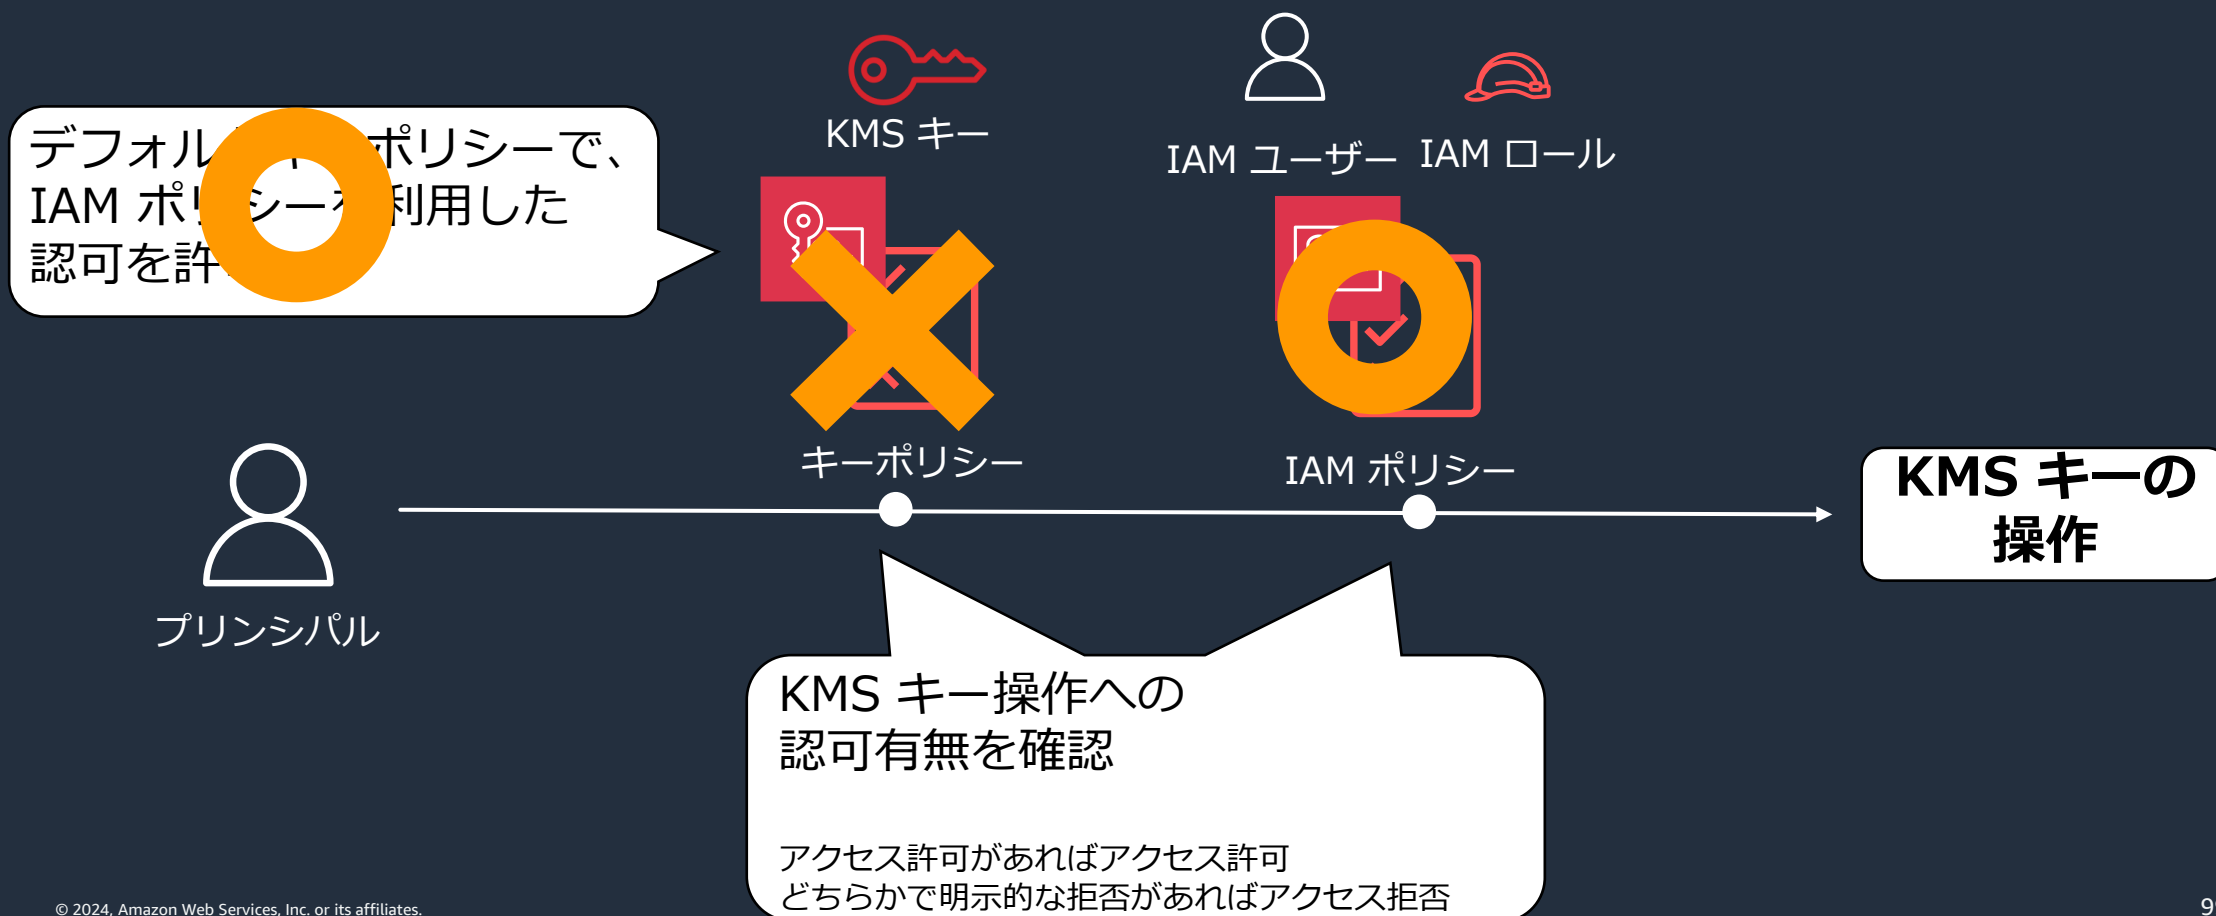 KMS キー
IAM ユーザー
IAM ロール
デフォル ポリシーで、
IAM ポリシーを利用した
認可を許
キーポリシー
IAM ポリシー
KMS キーの
操作
プリンシパル
KMS キー操作への
認可有無を確認
アクセス許可があればアクセス許可
どちらかで明示的な拒否があればアクセス拒否
© 2024, Amazon Web Services, Inc. or its affiliates.